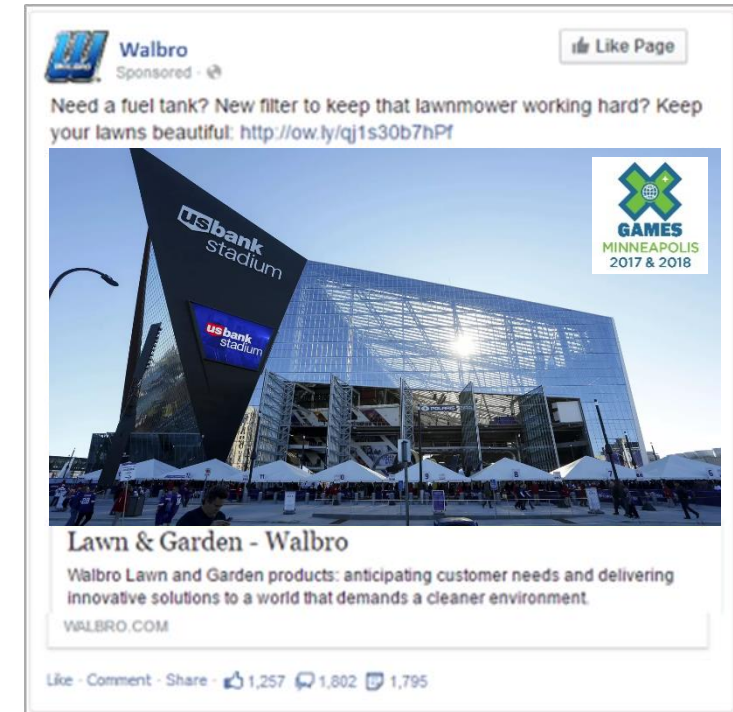 WALBRO
Walbro
Like Page
Sponsored ·
Need a fuel tank? New filter to keep that lawnmower working hard? Keep
your lawns beautiful: http://ow.ly/qj1s30b7hPf
usbank
stadium
usbank
stadium
X
GAMES
MINNEAPOLIS
2017 & 2018
POLARIS
Lawn & Garden - Walbro
Walbro Lawn and Garden products: anticipating customer needs and delivering
innovative solutions to a world that demands a cleaner environment.
WALBRO.COM
Like · Comment · Share · 1,257 1,802 1,795